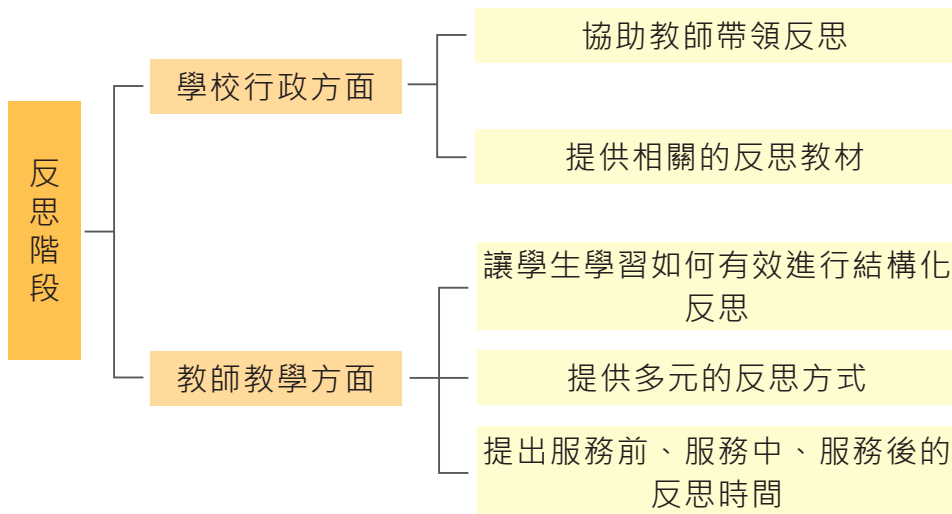 反思階段
學校行政方面
協助教師帶領反思
提供相關的反思教材
教師教學方面
讓學生學習如何有效進行結構化
反思
提供多元的反思方式
提出服務前、服務中、服務後的
反思時間